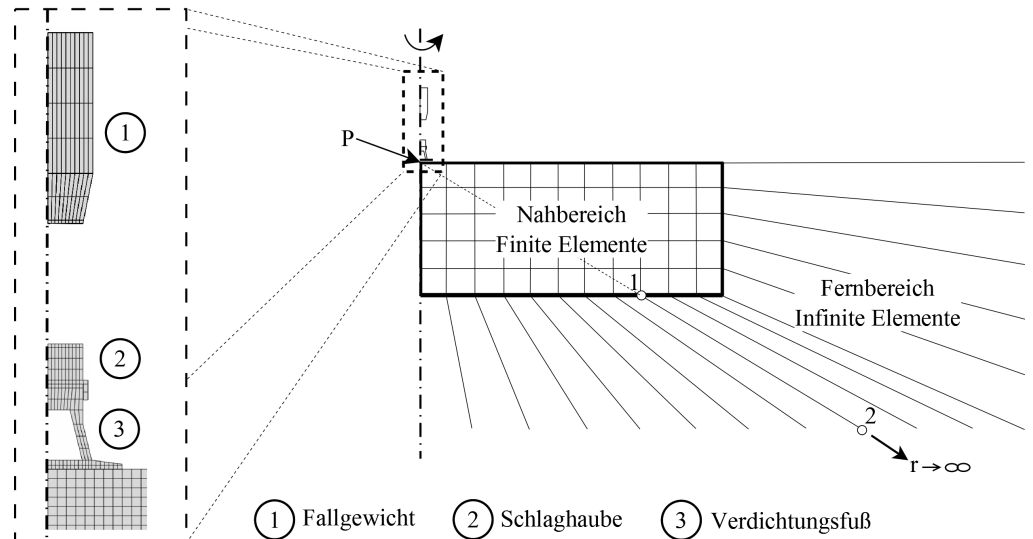 1
2
3
P
Nahbereich
Finite Elemente
1
Fernbereich
Infinite Elemente
2
r→∞
1 Fallgewicht 2 Schlaghaube 3 Verdichtungsfuß